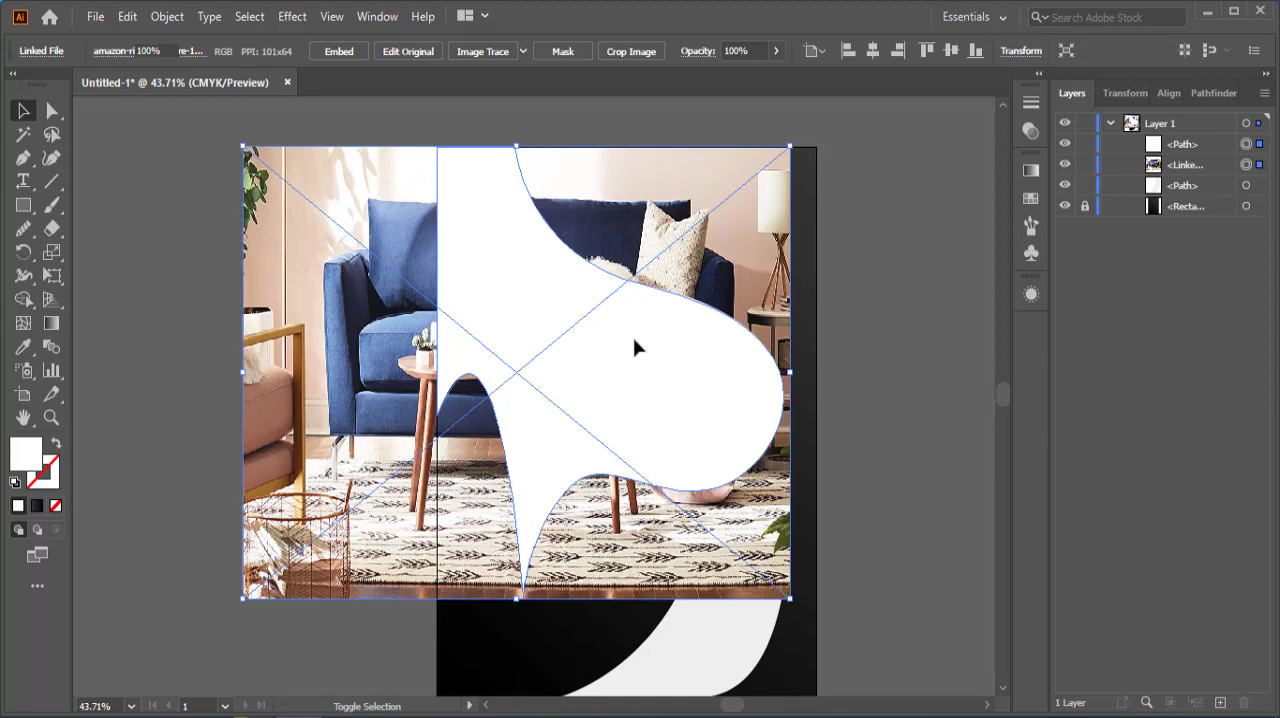 Ai File Edit Object Type Select Effect View Window Help Essentials Search Adobe Stock
Linked File amazon-ri 100% re-1... RGB PPI: 101x64 Embed Edit Original Image Trace Mask Crop Image Opacity: 100% Transform
Untitled-1* @ 43.71% (CMYK/Preview)
Layers Transform Align Pathfinder
Layer 1
<Path>
<Linke...
<Path>
<Recta...
43.71% 1 Toggle Selection 1 Layer